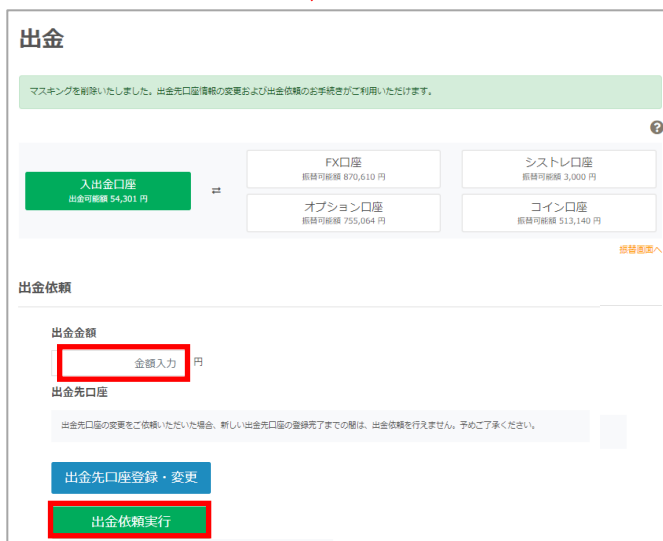 出金
マスキングを削除いたしました。出金先口座情報の変更および出金依頼のお手続きがご利用いただけます。
?
入出金口座
出金可能額 54,301 円
⇄
FX口座
振替可能額 870,610 円
シストレ口座
振替可能額 3,000 円
オプション口座
振替可能額 755,064 円
コイン口座
振替可能額 513,140 円
振替画面へ
出金依頼
出金金額
金額入力 円
出金先口座
出金先口座の変更をご依頼いただいた場合、新しい出金先口座の登録完了までの間は、出金依頼を行えません。予めご了承ください。
出金先口座登録・変更
出金依頼実行